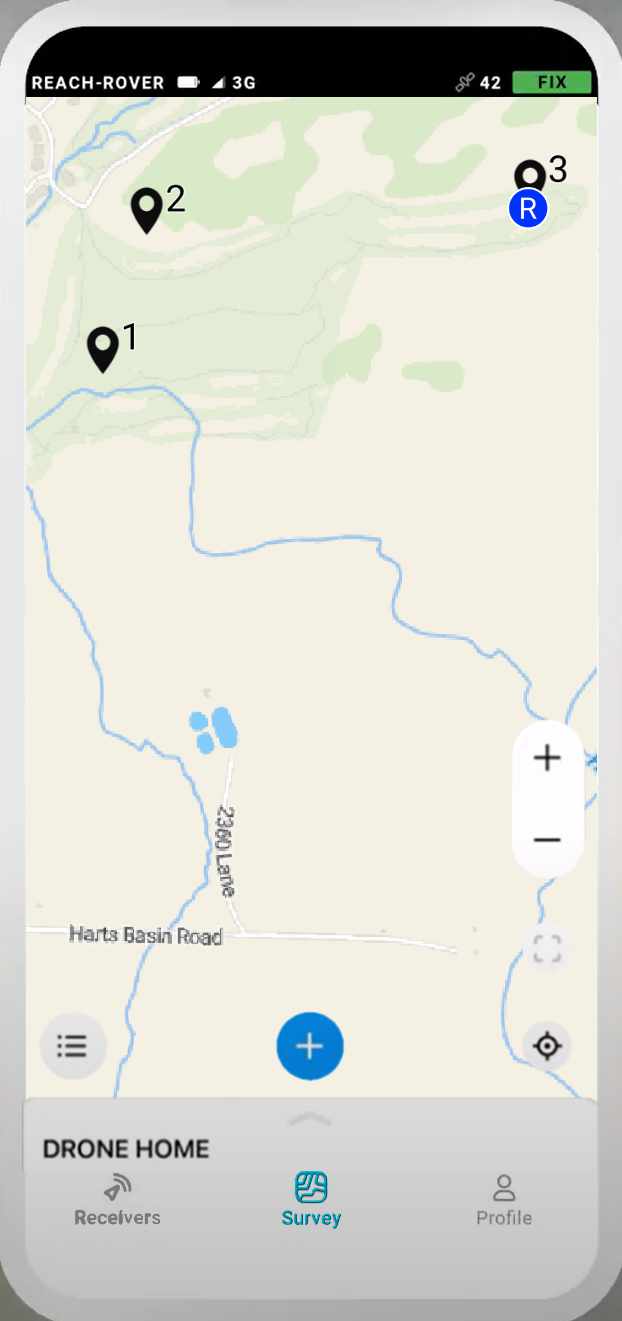 REACH-ROVER 3G 42 FIX
3
2
R
1
2360 Lane
Harts Basin Road
DRONE HOME
Receivers Survey Profile